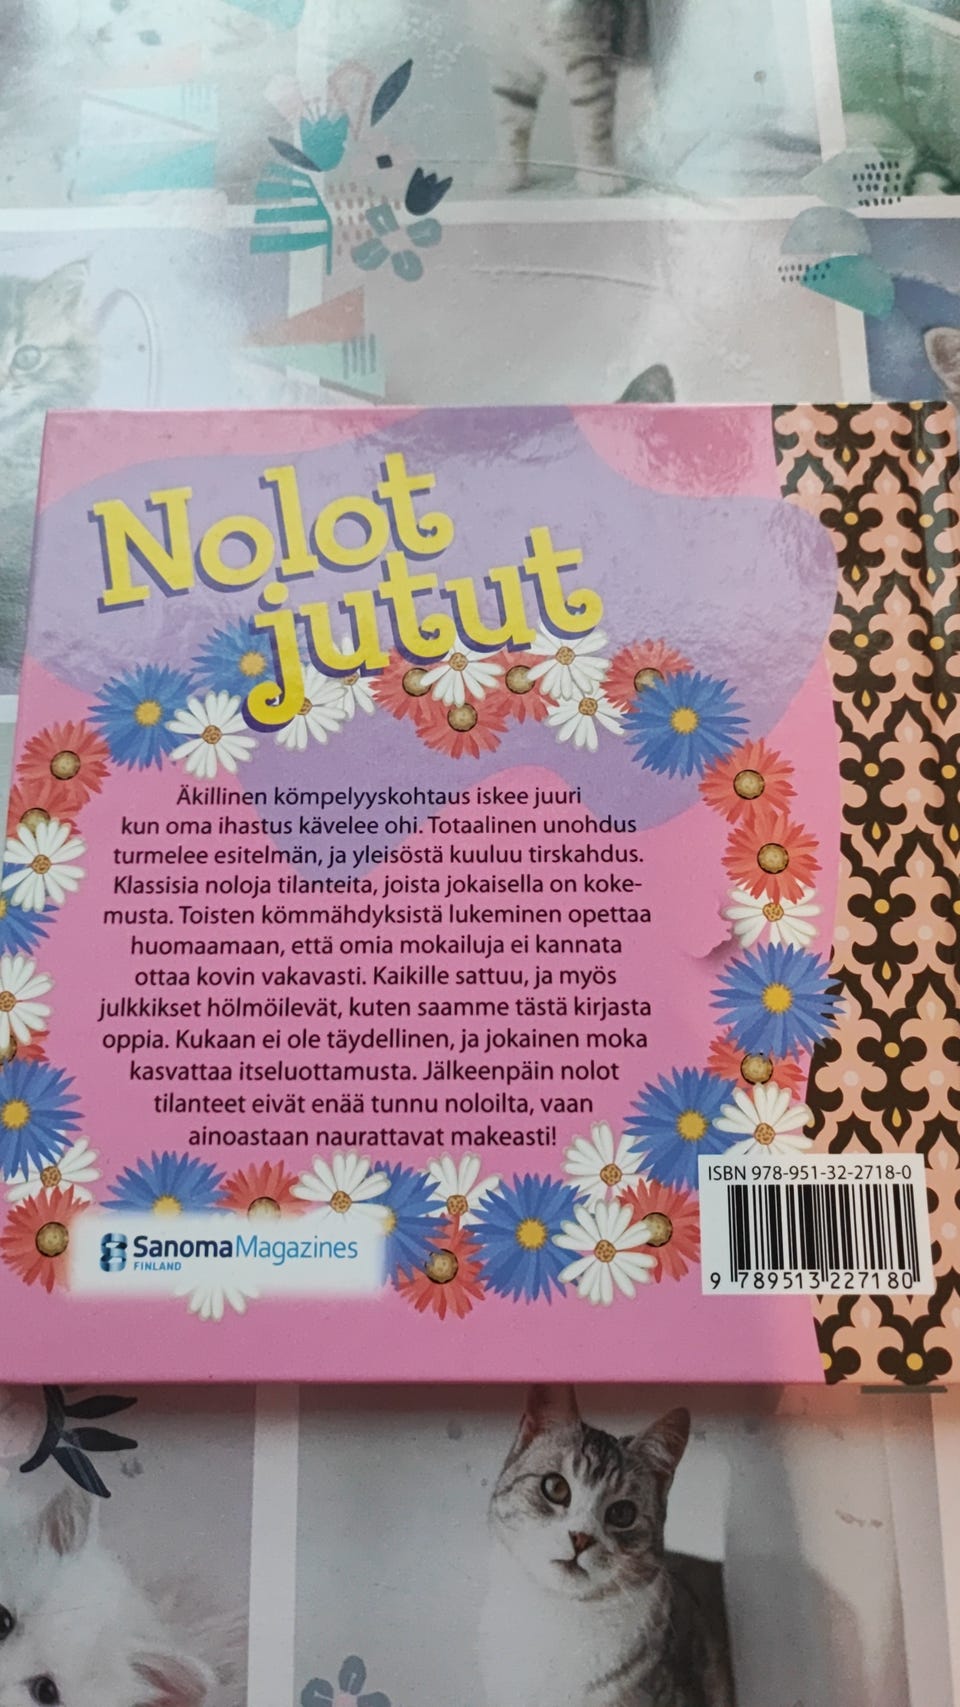 Nolot
jutut
Äkillinen kömpelyyskohtaus iskee juuri
kun oma ihastus kävelee ohi. Totaalinen unohdus
turmelee esitelmän, ja yleisöstä kuuluu tirskahdus.
Klassisia noloja tilanteita, joista jokaisella on koke-
musta. Toisten kömmähdyksistä lukeminen opettaa
huomaamaan, että omia mokailuja ei kannata
ottaa kovin vakavasti. Kaikille sattuu, ja myös
julkkikset hölmöilevät, kuten saamme tästä kirjasta
oppia. Kukaan ei ole täydellinen, ja jokainen moka
kasvattaa itseluottamusta. Jälkeenpäin nolot
tilanteet eivät enää tunnu noloilta, vaan
ainoastaan naurattavat makeasti!
ISBN 978-951-32-2718-0
SanomaMagazines
FINLAND
9 789513 227180